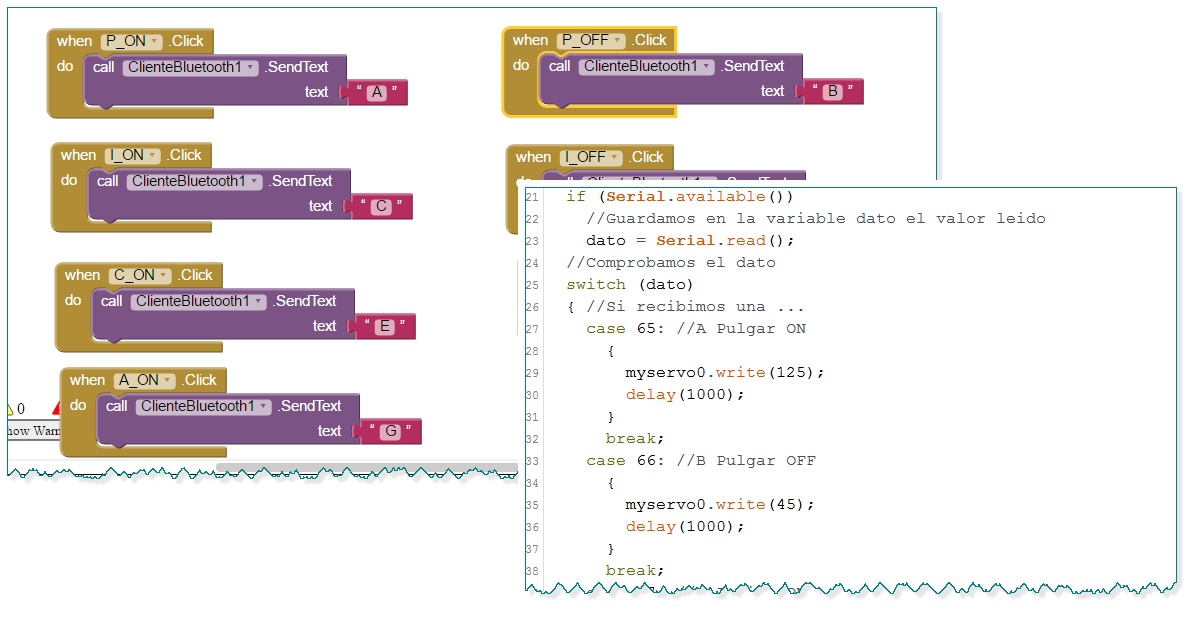 when P_ON .Click
do call ClienteBluetooth1 .SendText
text " A "
when P_OFF .Click
do call ClienteBluetooth1 .SendText
text " B "
when I_ON .Click
do call ClienteBluetooth1 .SendText
text " C "
when I_OFF .Click
when C_ON .Click
do call ClienteBluetooth1 .SendText
text " E "
when A_ON .Click
do call ClienteBluetooth1 .SendText
text " G "
0
21 if (Serial.available())
22 //Guardamos en la variable dato el valor leido
23 dato = Serial.read();
24 //Comprobamos el dato
25 switch (dato)
26 { //Si recibimos una ...
27 case 65: //A Pulgar ON
28 {
29 myservo0.write(125);
30 delay(1000);
31 }
32 break;
33 case 66: //B Pulgar OFF
34 {
35 myservo0.write(45);
36 delay(1000);
37 }
38 break;